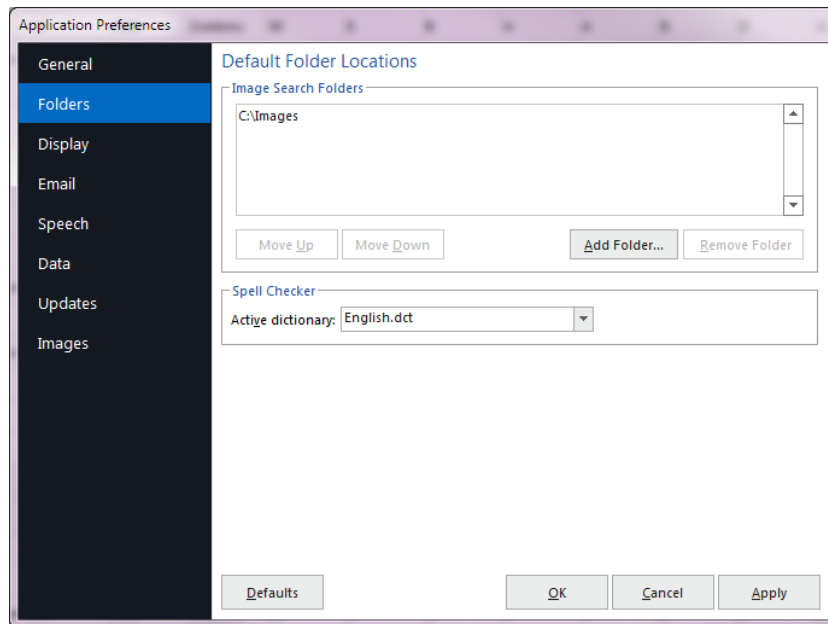 Application Preferences
General
Folders
Display
Email
Speech
Data
Updates
Images
Default Folder Locations
Image Search Folders
C:\Images
Move Up
Move Down
Add Folder...
Remove Folder
Spell Checker
Active dictionary: English.dct
Defaults
OK
Cancel
Apply